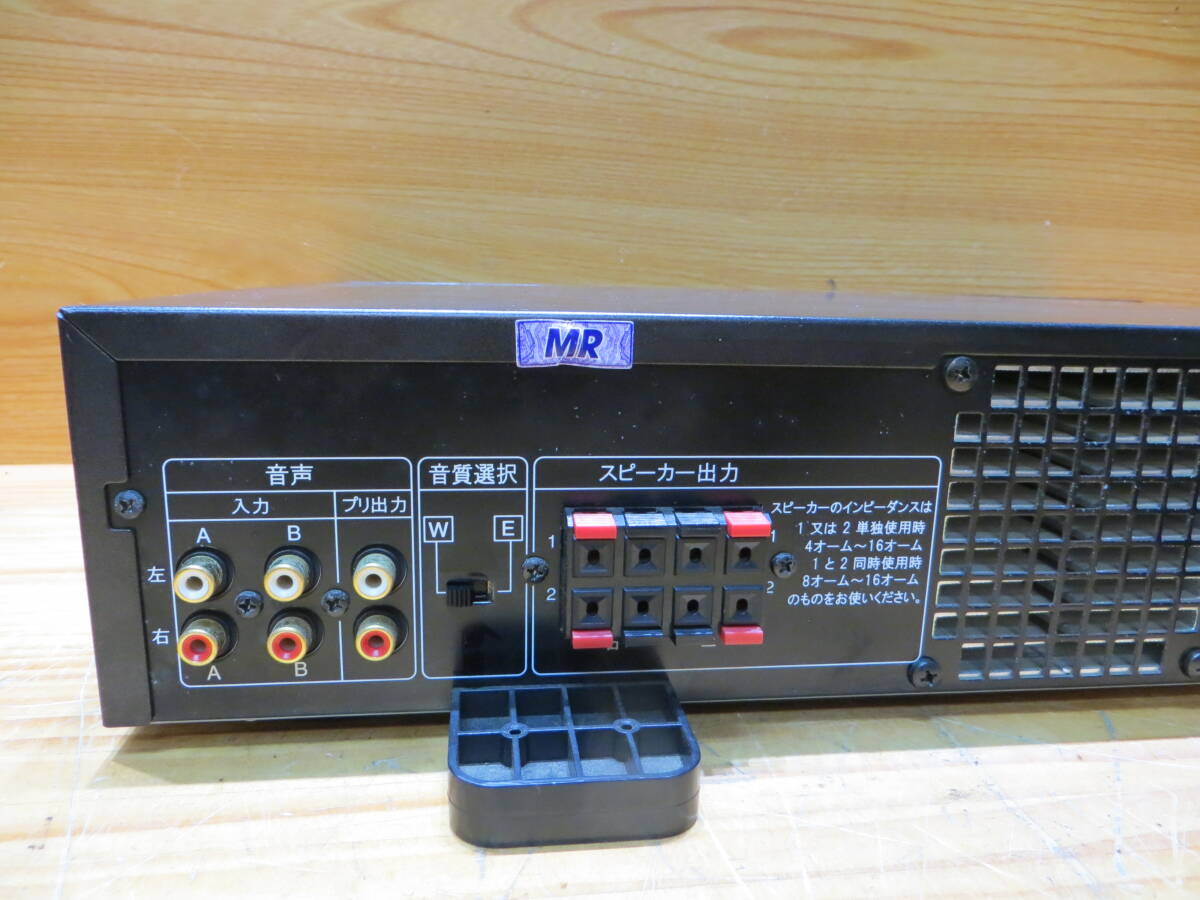 MR
音声
入力
プリ出力
A
B
左
右
A
B
音質選択
W
E
スピーカー出力
1
1
2
2
スピーカーのインピーダンスは
1又は2単独使用時
4オーム～16オーム
1と2同時使用時
8オーム～16オーム
のものをお使いください。